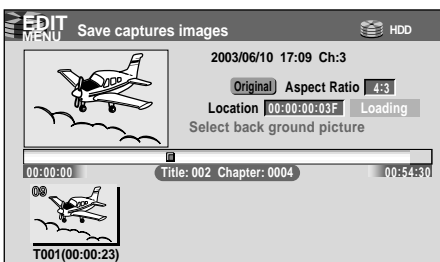 EDIT
MENU
Save captures images
HDD
2003/06/10 17:09 Ch:3
Original Aspect Ratio 4:3
Location 00:00:00:03F Loading
Select back ground picture
00:00:00 Title: 002 Chapter: 0004 00:54:30
09
T001(00:00:23)